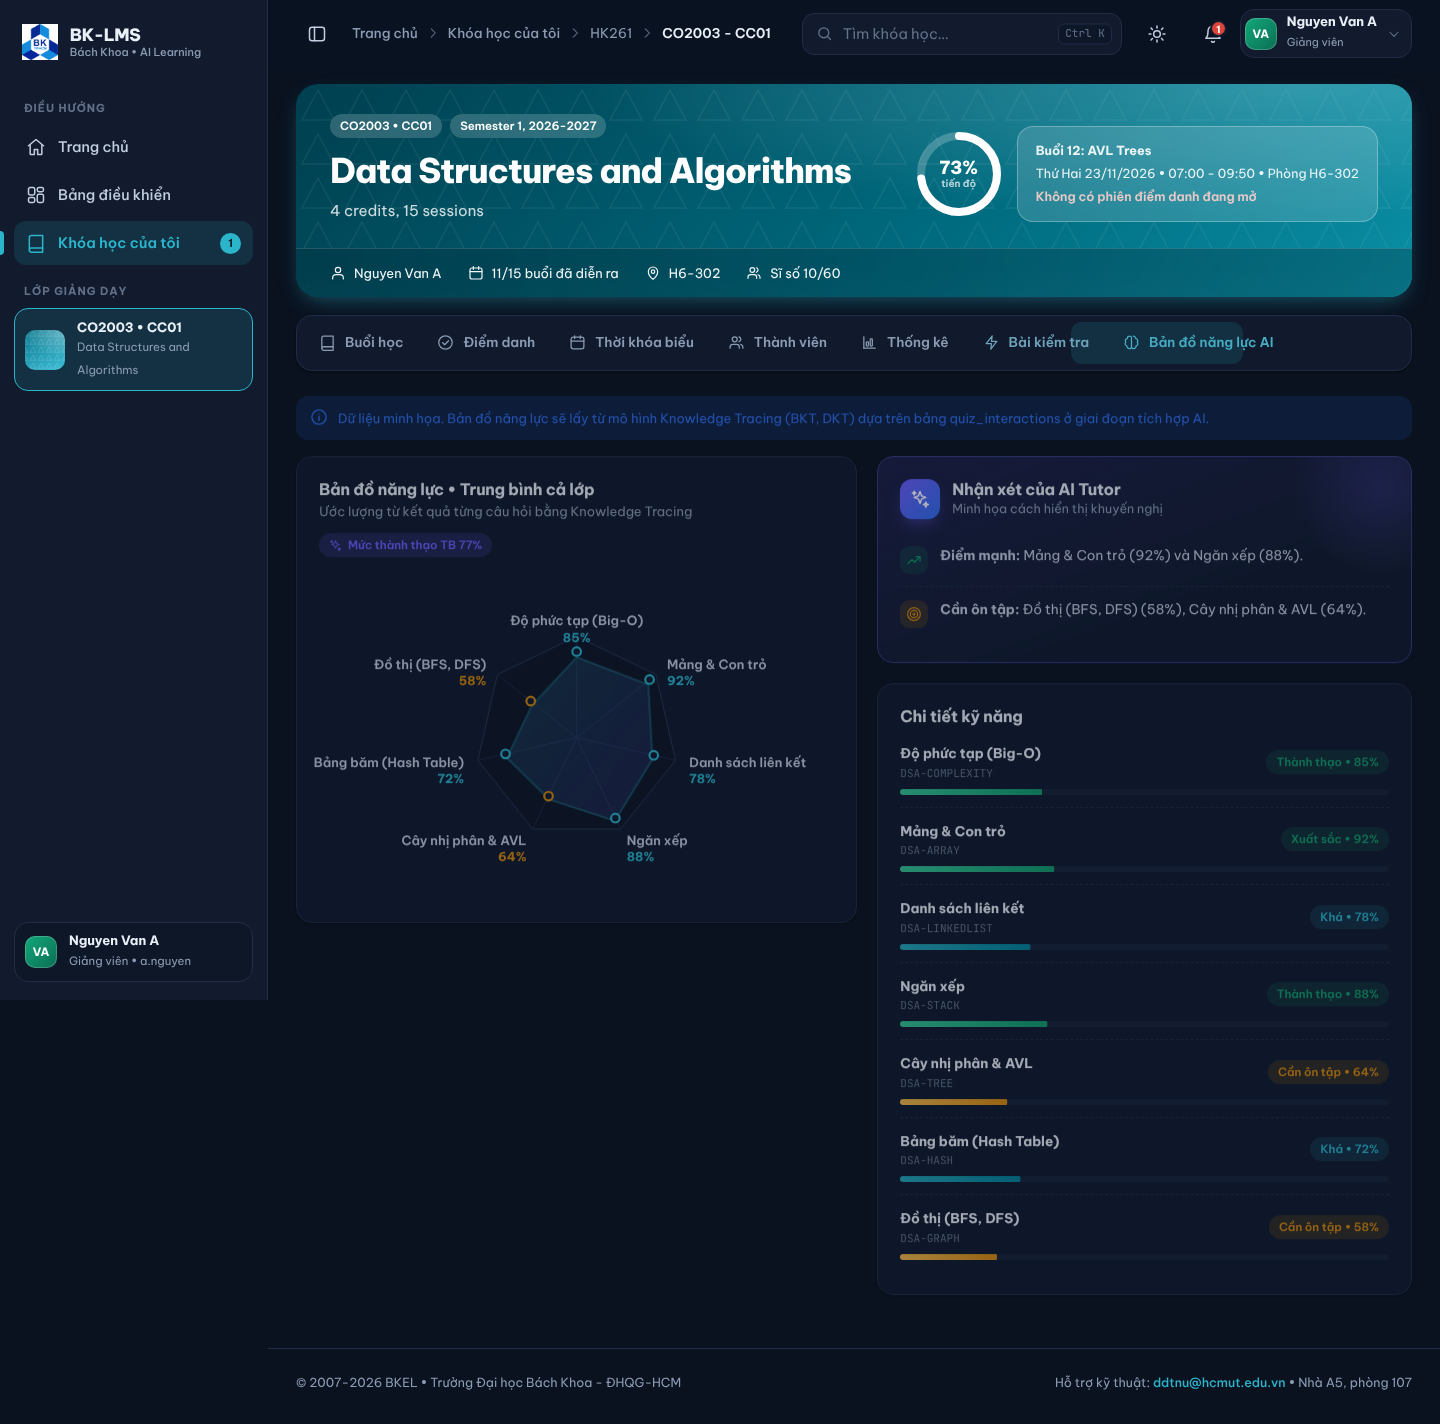 BK-LMS
Bách Khoa • AI Learning
ĐIỀU HƯỚNG
Trang chủ
Bảng điều khiển
Khóa học của tôi
1
LỚP GIẢNG DẠY
CO2003 • CC01
Data Structures and
Algorithms
Nguyen Van A
VA
Giảng viên • a.nguyen
Trang chủ
Khóa học của tôi
HK261
CO2003 - CC01
Tìm khóa học...
Ctrl K
1
VA
Nguyen Van A
Giảng viên
CO2003 • CC01
Semester 1, 2026-2027
Data Structures and Algorithms
4 credits, 15 sessions
73%
tiến độ
Buổi 12: AVL Trees
Thứ Hai 23/11/2026 • 07:00 - 09:50 • Phòng H6-302
Không có phiên điểm danh đang mở
Nguyen Van A
11/15 buổi đã diễn ra
H6-302
Sĩ số 10/60
Buổi học
Điểm danh
Thời khóa biểu
Thành viên
Thống kê
Bài kiểm tra
Bản đồ năng lực AI
Dữ liệu minh họa. Bản đồ năng lực sẽ lấy từ mô hình Knowledge Tracing (BKT, DKT) dựa trên bảng quiz_interactions ở giai đoạn tích hợp AI.
Bản đồ năng lực • Trung bình cả lớp
Ước lượng từ kết quả từng câu hỏi bằng Knowledge Tracing
Mức thành thạo TB 77%
Độ phức tạp (Big-O)
85%
Đồ thị (BFS, DFS)
58%
Mảng & Con trỏ
92%
Bảng băm (Hash Table)
72%
Danh sách liên kết
78%
Cây nhị phân & AVL
64%
Ngăn xếp
88%
Nhận xét của AI Tutor
Minh họa cách hiển thị khuyến nghị
Điểm mạnh: Mảng & Con trỏ (92%) và Ngăn xếp (88%).
Cần ôn tập: Đồ thị (BFS, DFS) (58%), Cây nhị phân & AVL (64%).
Chi tiết kỹ năng
Độ phức tạp (Big-O)
DSA-COMPLEXITY
Thành thạo • 85%
Mảng & Con trỏ
DSA-ARRAY
Xuất sắc • 92%
Danh sách liên kết
DSA-LINKEDLIST
Khá • 78%
Ngăn xếp
DSA-STACK
Thành thạo • 88%
Cây nhị phân & AVL
DSA-TREE
Cần ôn tập • 64%
Bảng băm (Hash Table)
DSA-HASH
Khá • 72%
Đồ thị (BFS, DFS)
DSA-GRAPH
Cần ôn tập • 58%
© 2007-2026 BKEL • Trường Đại học Bách Khoa - ĐHQG-HCM
Hỗ trợ kỹ thuật: ddtnu@hcmut.edu.vn • Nhà A5, phòng 107